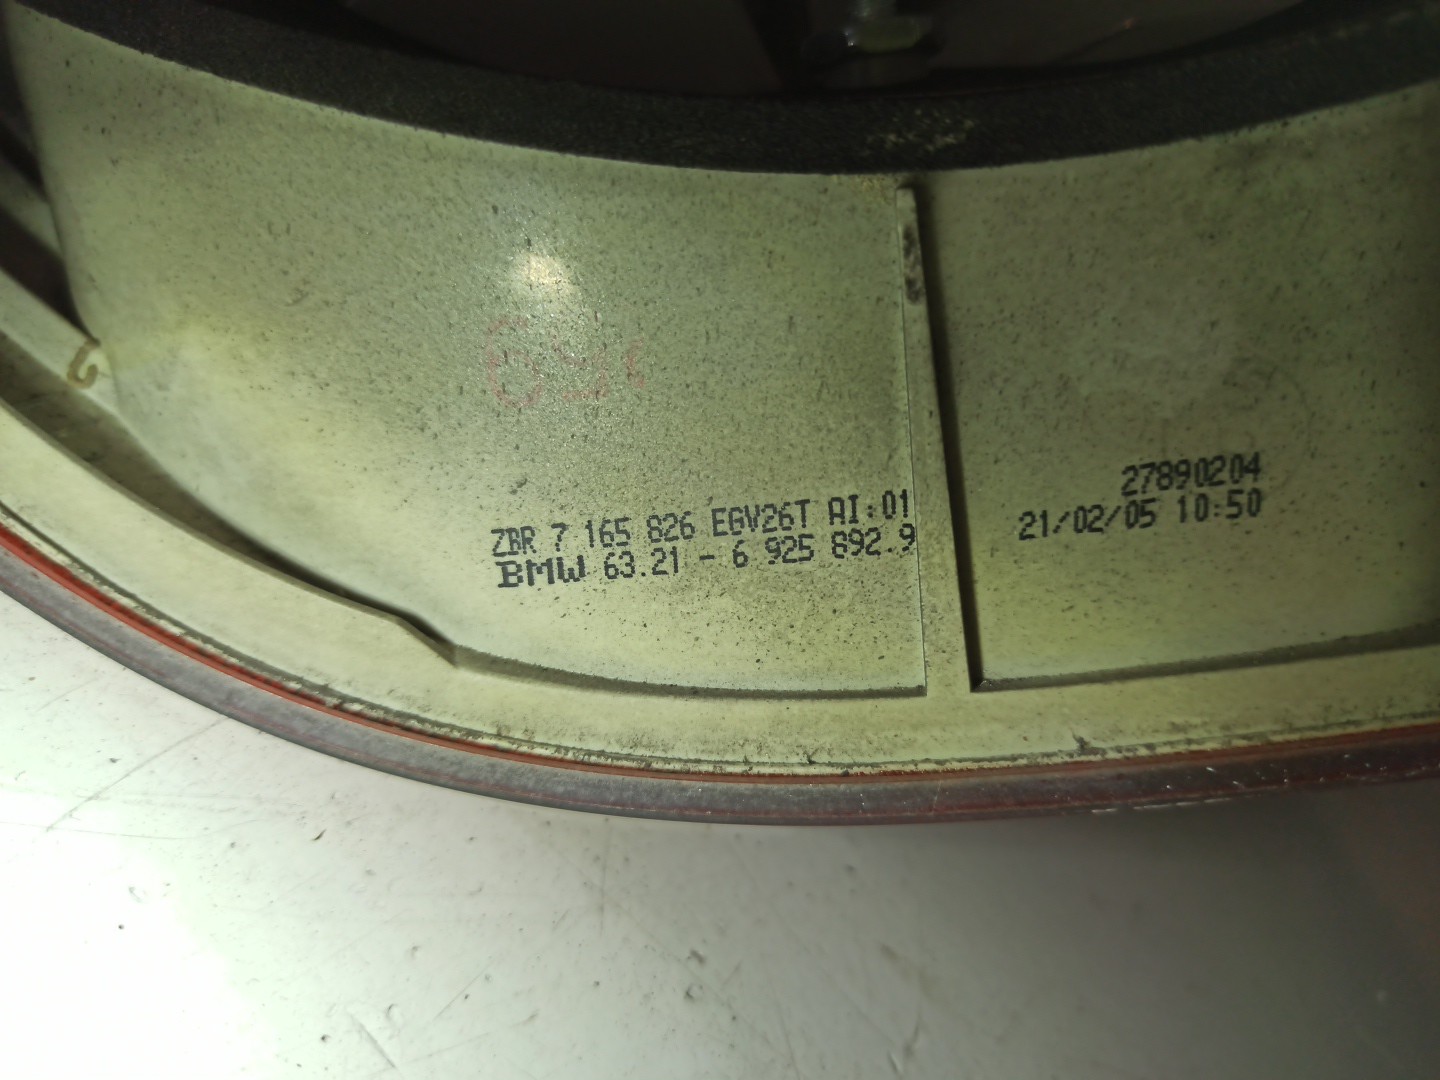 ZBR 7 165 826 EGV26T AI:01
BMW 63.21 - 6 925 892.9
27890204
21/02/05 10:50